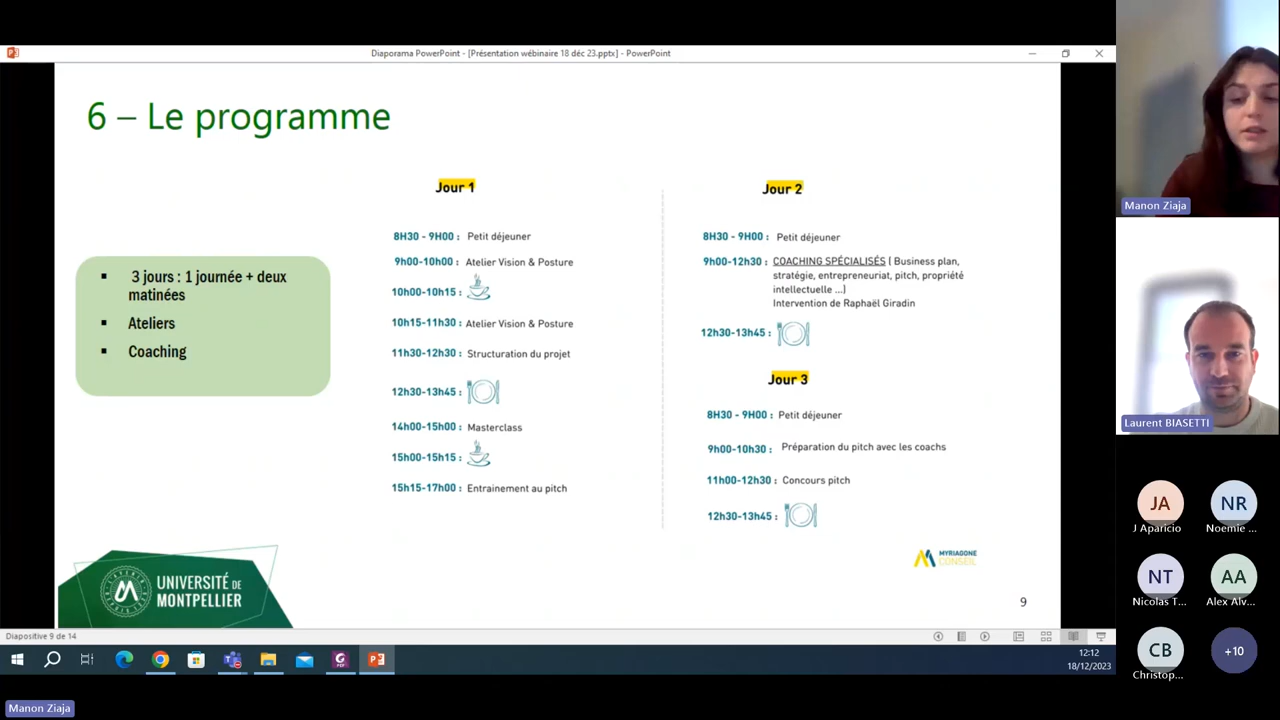 Diaporama PowerPoint - [Présentation wébinaire 18 déc 23.pptx] - PowerPoint
6 – Le programme
▪ 3 jours : 1 journée + deux
matinées
▪ Ateliers
▪ Coaching
Jour 1
8H30 - 9H00 : Petit déjeuner
9h00-10h00 : Atelier Vision & Posture
10h00-10h15 :
10h15-11h30 : Atelier Vision & Posture
11h30-12h30 : Structuration du projet
12h30-13h45 :
14h00-15h00 : Masterclass
15h00-15h15 :
15h15-17h00 : Entrainement au pitch
Jour 2
8H30 - 9H00 : Petit déjeuner
9h00-12h30 : COACHING SPÉCIALISÉS ( Business plan,
stratégie, entrepreneuriat, pitch, propriété
intellectuelle ...)
Intervention de Raphaël Giradin
12h30-13h45 :
Jour 3
8H30 - 9H00 : Petit déjeuner
9h00-10h30 : Préparation du pitch avec les coachs
11h00-12h30 : Concours pitch
12h30-13h45 :
MYRIAGONE
CONSEIL
UNIVERSITÉ DE
MONTPELLIER
9
Diapositive 9 de 14
12:12
18/12/2023
Manon Ziaja
Manon Ziaja
Laurent BIASETTI
JA
J Aparicio
NR
Noemie ...
NT
Nicolas T...
AA
Alex Alv...
CB
Christop...
+10